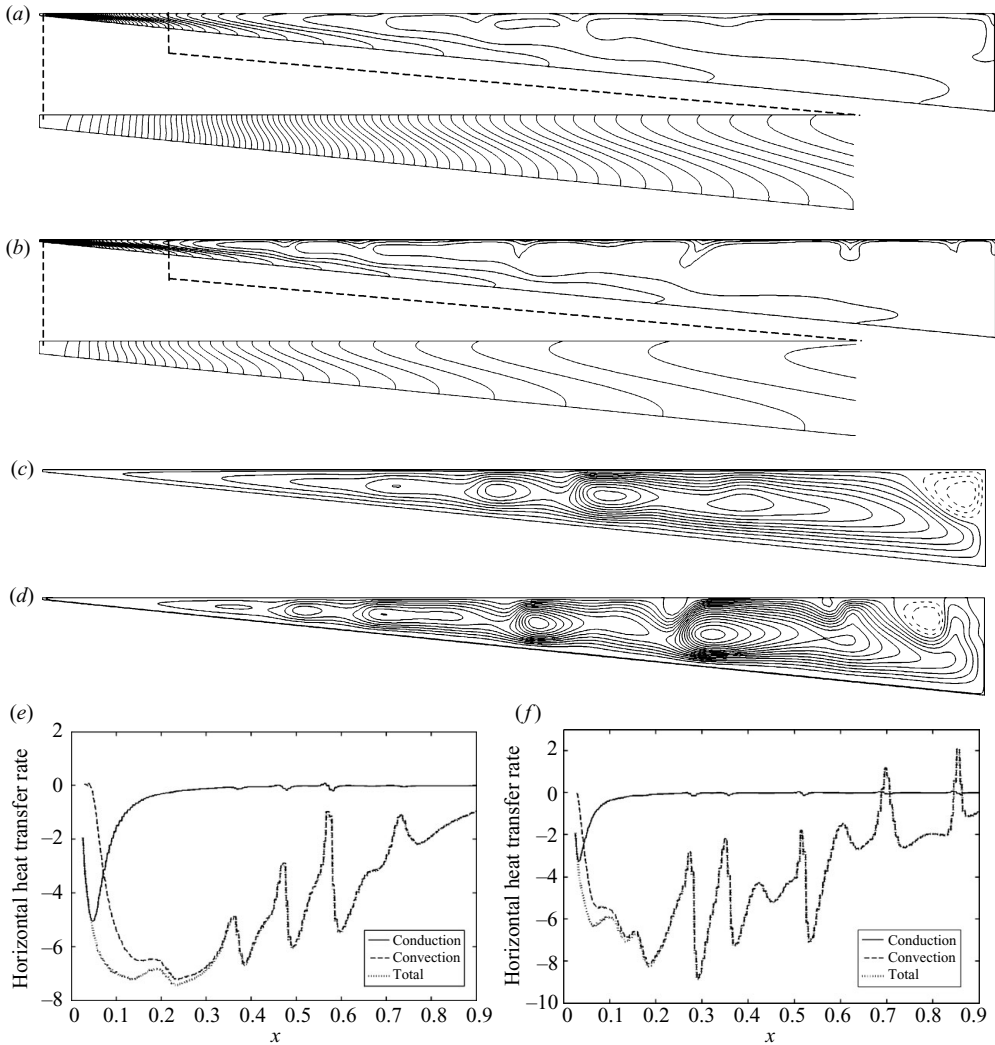 (a)
(b)
(c)
(d)
(e)
2
0
−2
−4
−6
−8
Horizontal heat transfer rate
0 0.1 0.2 0.3 0.4 0.5 0.6 0.7 0.8 0.9
x
Conduction
Convection
Total
(f)
2
0
−2
−4
−6
−8
−10
Horizontal heat transfer rate
0 0.1 0.2 0.3 0.4 0.5 0.6 0.7 0.8 0.9
x
Conduction
Convection
Total